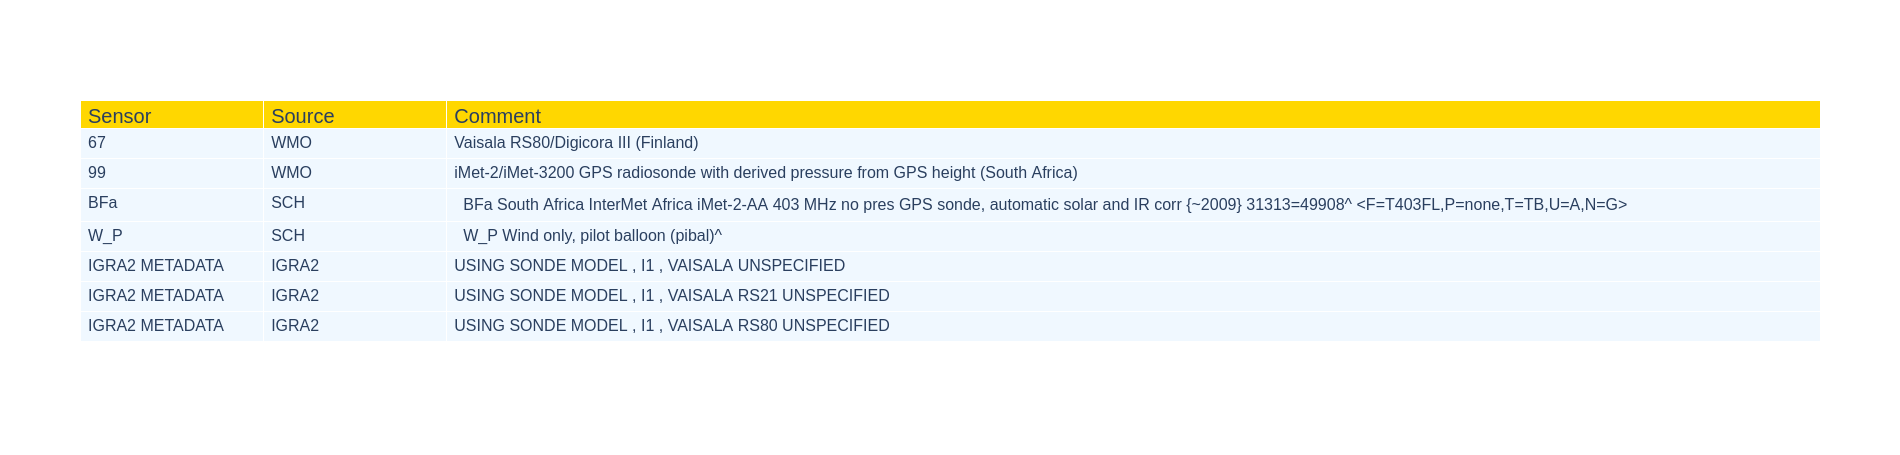 Sensor Source Comment
67 WMO Vaisala RS80/Digicora III (Finland)
99 WMO iMet-2/iMet-3200 GPS radiosonde with derived pressure from GPS height (South Africa)
BFa SCH BFa South Africa InterMet Africa iMet-2-AA 403 MHz no pres GPS sonde, automatic solar and IR corr {~2009} 31313=49908^ <F=T403FL,P=none,T=TB,U=A,N=G>
W_P SCH W_P Wind only, pilot balloon (pibal)^
IGRA2 METADATA IGRA2 USING SONDE MODEL , I1 , VAISALA UNSPECIFIED
IGRA2 METADATA IGRA2 USING SONDE MODEL , I1 , VAISALA RS21 UNSPECIFIED
IGRA2 METADATA IGRA2 USING SONDE MODEL , I1 , VAISALA RS80 UNSPECIFIED